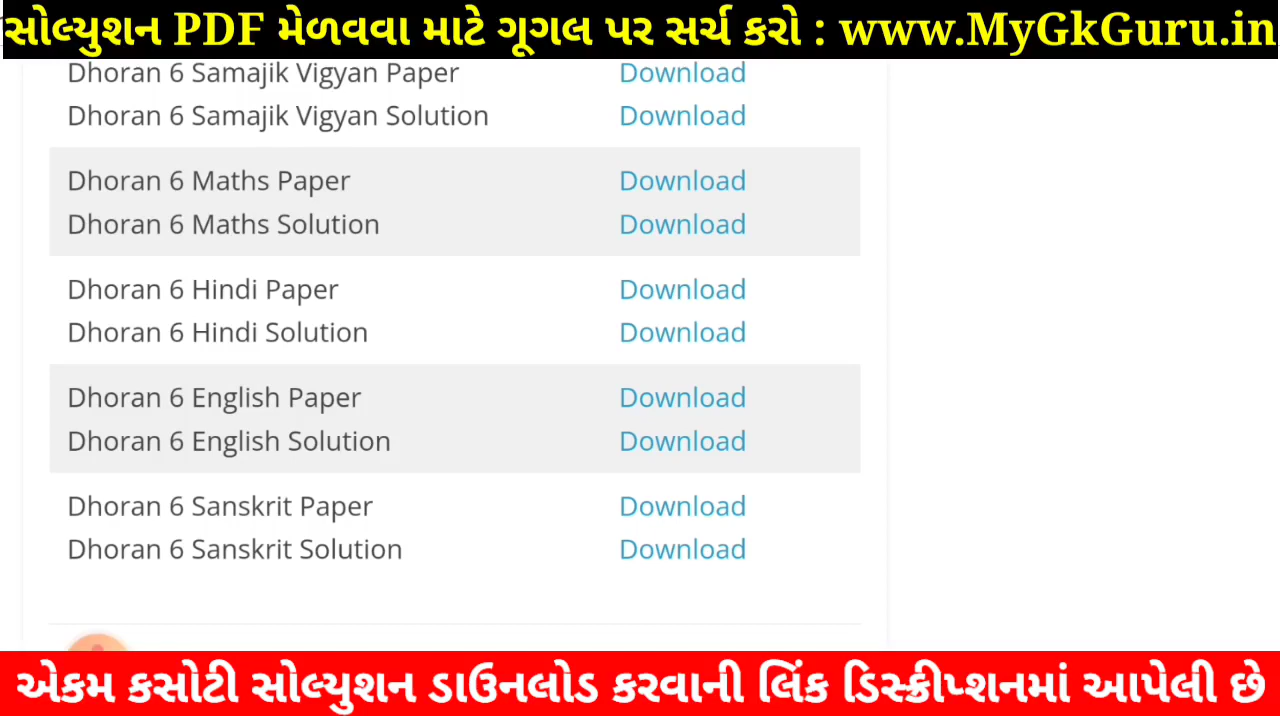 સોલ્યુશન PDF મેળવવા માટે ગૂગલ પર સર્ચ કરો : www.MyGkGuru.in
Dhoran 6 Samajik Vigyan Paper Download
Dhoran 6 Samajik Vigyan Solution Download
Dhoran 6 Maths Paper Download
Dhoran 6 Maths Solution Download
Dhoran 6 Hindi Paper Download
Dhoran 6 Hindi Solution Download
Dhoran 6 English Paper Download
Dhoran 6 English Solution Download
Dhoran 6 Sanskrit Paper Download
Dhoran 6 Sanskrit Solution Download
એકમ કસોટી સોલ્યુશન ડાઉનલોડ કરવાની લિંક ડિસ્ક્રીપ્શનમાં આપેલી છે